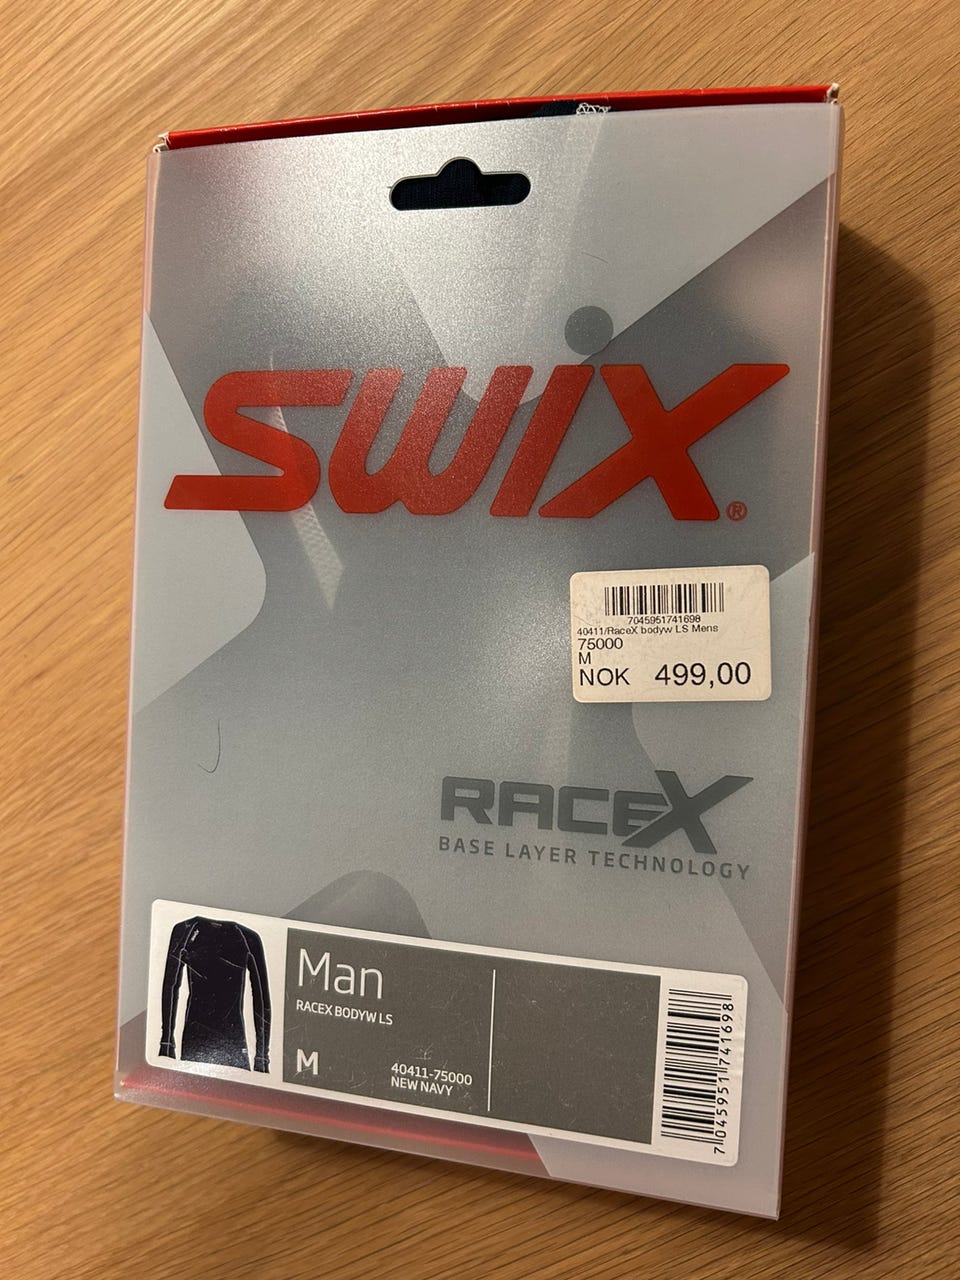 SWIX®
7045951741698
40411/RaceX bodyw LS Mens
75000
M
NOK 499,00
RACEX
BASE LAYER TECHNOLOGY
Man
RACEX BODYW LS
M
40411-75000
NEW NAVY
7045951741698